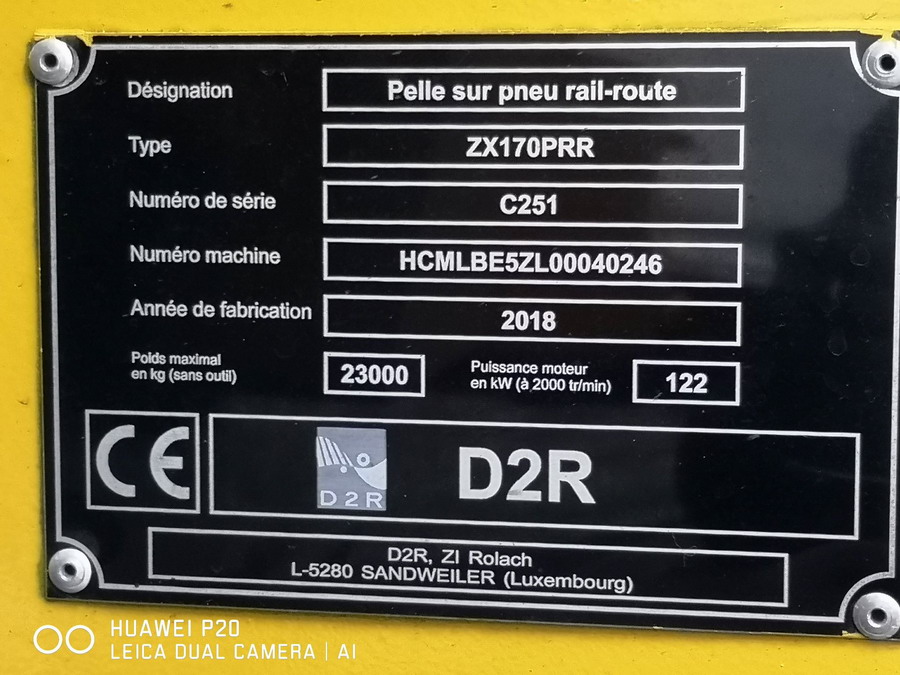 Désignation Pelle sur pneu rail-route
Type ZX170PRR
Numéro de série C251
Numéro machine HCMLBE5ZL00040246
Année de fabrication 2018
Poids maximal
en kg (sans outil) 23000
Puissance moteur
en kW (à 2000 tr/min) 122
CE
D2R
D2R
D2R, ZI Rolach
L-5280 SANDWEILER (Luxembourg)
HUAWEI P20
LEICA DUAL CAMERA | AI